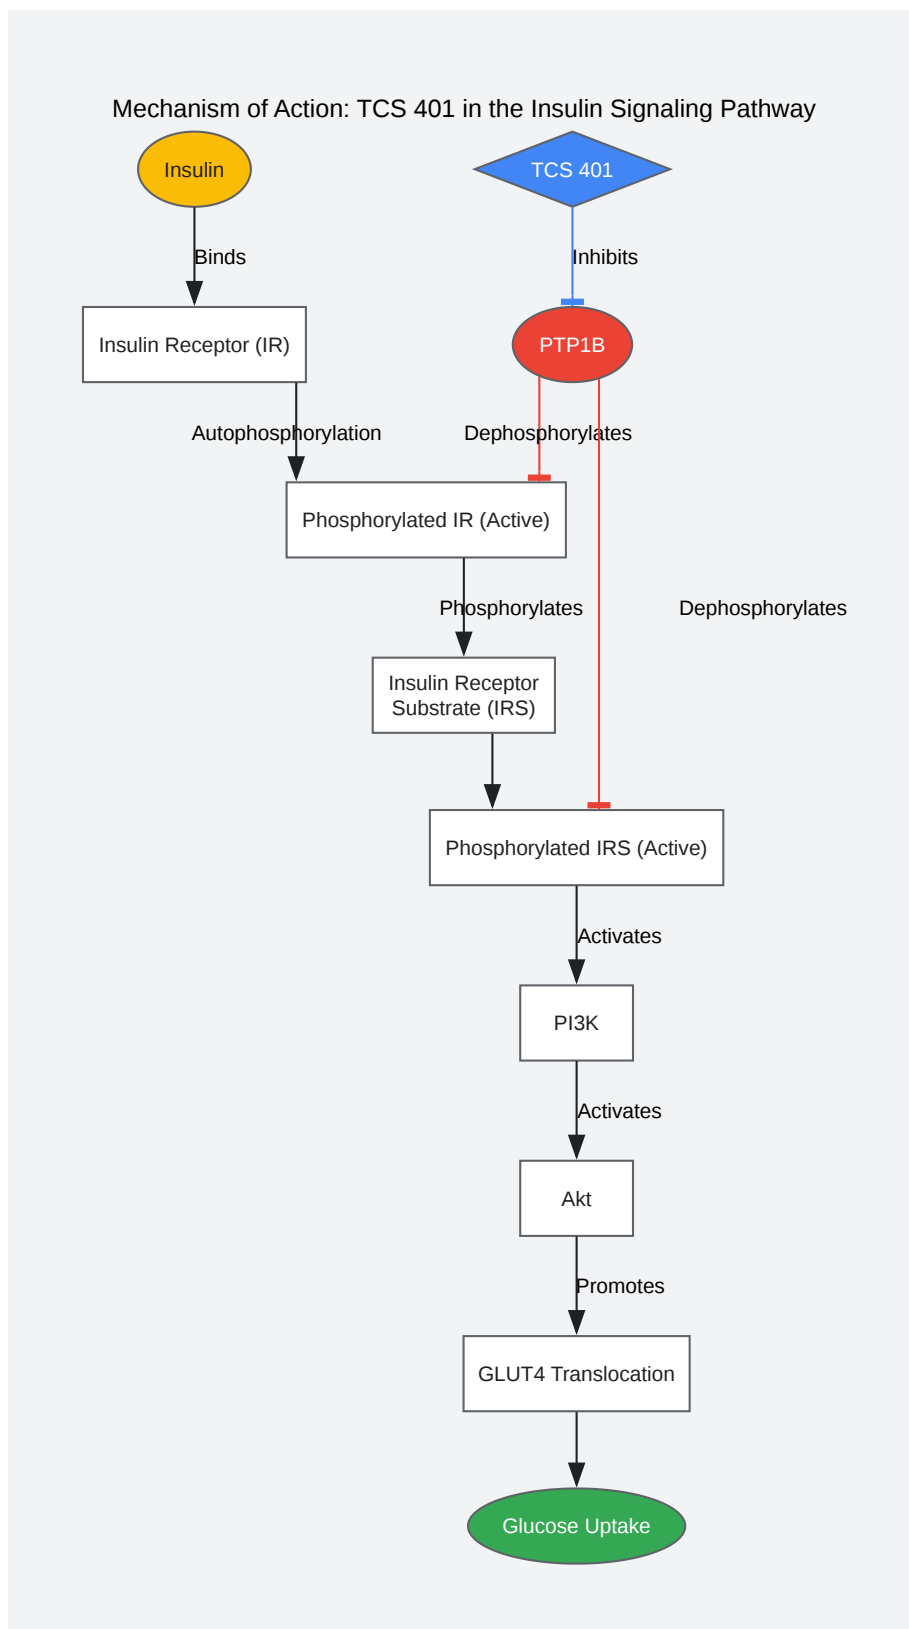 Mechanism of Action: TCS 401 in the Insulin Signaling Pathway
Insulin
TCS 401
Binds
Inhibits
Insulin Receptor (IR)
PTP1B
Autophosphorylation
Dephosphorylates
Phosphorylated IR (Active)
Phosphorylates
Dephosphorylates
Insulin Receptor
Substrate (IRS)
Phosphorylated IRS (Active)
Activates
PI3K
Activates
Akt
Promotes
GLUT4 Translocation
Glucose Uptake